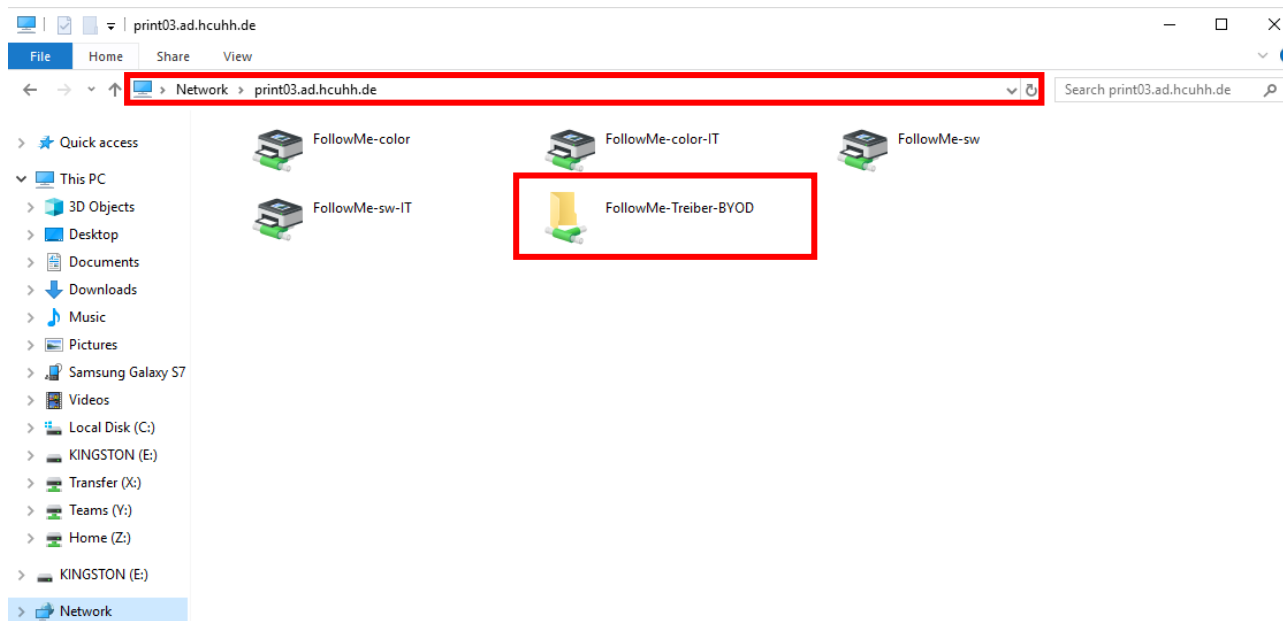 print03.ad.hcuhh.de
File Home Share View
Network > print03.ad.hcuhh.de
Search print03.ad.hcuhh.de
Quick access
This PC
3D Objects
Desktop
Documents
Downloads
Music
Pictures
Samsung Galaxy S7
Videos
Local Disk (C:)
KINGSTON (E:)
Transfer (X:)
Teams (Y:)
Home (Z:)
KINGSTON (E:)
Network
FollowMe-color
FollowMe-color-IT
FollowMe-sw
FollowMe-sw-IT
FollowMe-Treiber-BYOD